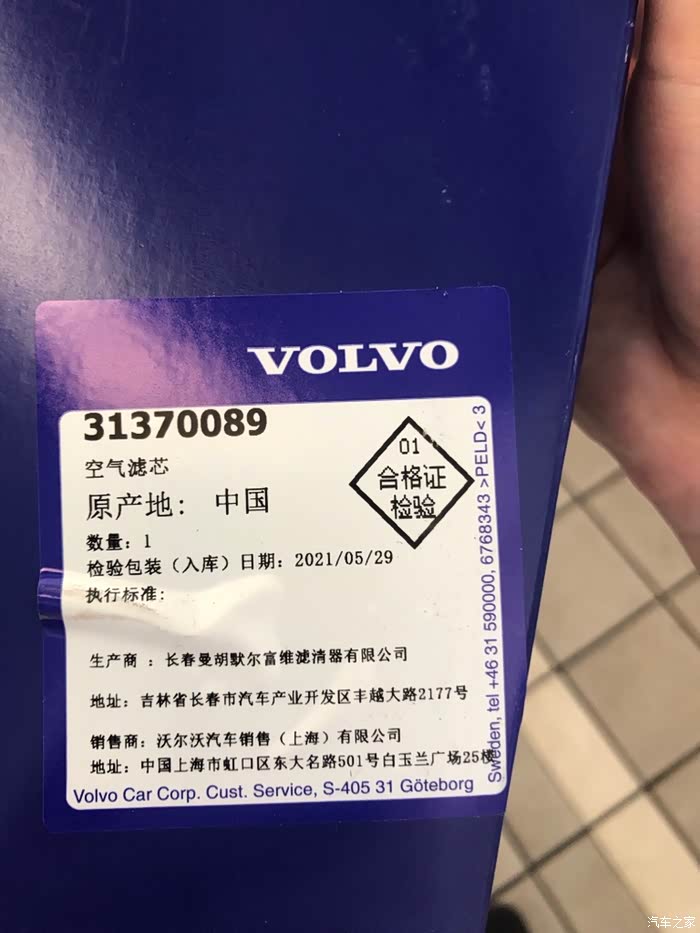 VOLVO
31370089
空气滤芯
原产地： 中国
数量：1
检验包装（入库）日期：2021/05/29
执行标准：
01
合格证
检验
生产商 ：长春曼胡默尔富维滤清器有限公司
地址：吉林省长春市汽车产业开发区丰越大路2177号
销售商：沃尔沃汽车销售（上海）有限公司
地址：中国上海市虹口区东大名路501号白玉兰广场25楼
Volvo Car Corp. Cust. Service, S-405 31 Göteborg
Sweden, tel +46 31 590000, 6768343 >PELD< 3
汽车之家